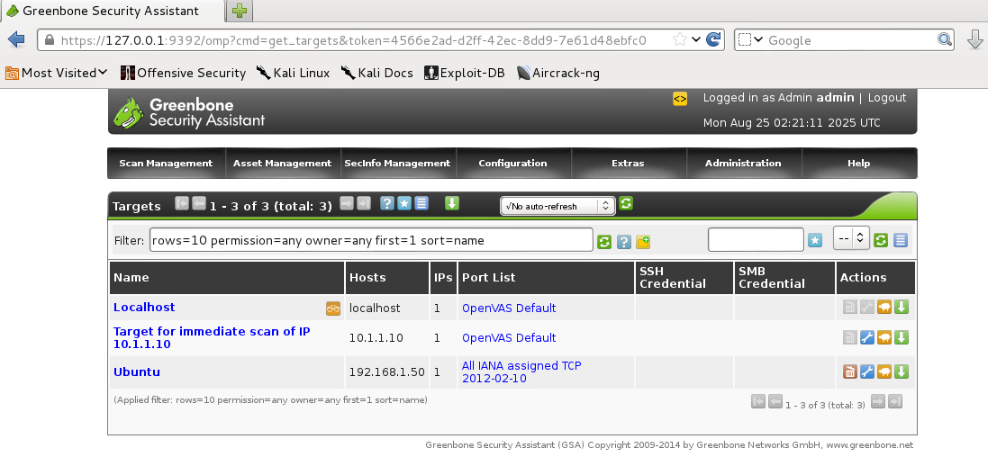 Greenbone Security Assistant
https://127.0.0.1:9392/omp?cmd=get_targets&token=4566e2ad-d2ff-42ec-8dd9-7e61d48ebfc0
Google
Most Visited Offensive Security Kali Linux Kali Docs Exploit-DB Aircrack-ng
Greenbone
Security Assistant
Logged in as Admin admin | Logout
Mon Aug 25 02:21:11 2025 UTC
Scan Management Asset Management SecInfo Management Configuration Extras Administration Help
Targets 1 - 3 of 3 (total: 3) √No auto-refresh
Filter: rows=10 permission=any owner=any first=1 sort=name --
Name Hosts IPs Port List SSH Credential SMB Credential Actions
Localhost localhost 1 OpenVAS Default
Target for immediate scan of IP 10.1.1.10 10.1.1.10 1 OpenVAS Default
Ubuntu 192.168.1.50 1 All IANA assigned TCP 2012-02-10
(Applied filter: rows=10 permission=any owner=any first=1 sort=name) 1 - 3 of 3 (total: 3)
Greenbone Security Assistant (GSA) Copyright 2009-2014 by Greenbone Networks GmbH, www.greenbone.net